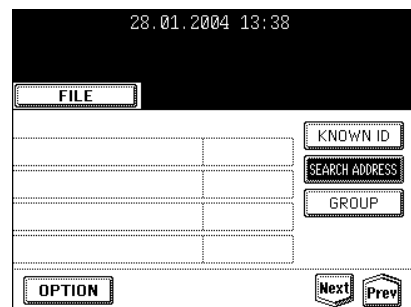 28.01.2004 13:38
FILE
KNOWN ID
SEARCH ADDRESS
GROUP
OPTION
Next
Prev